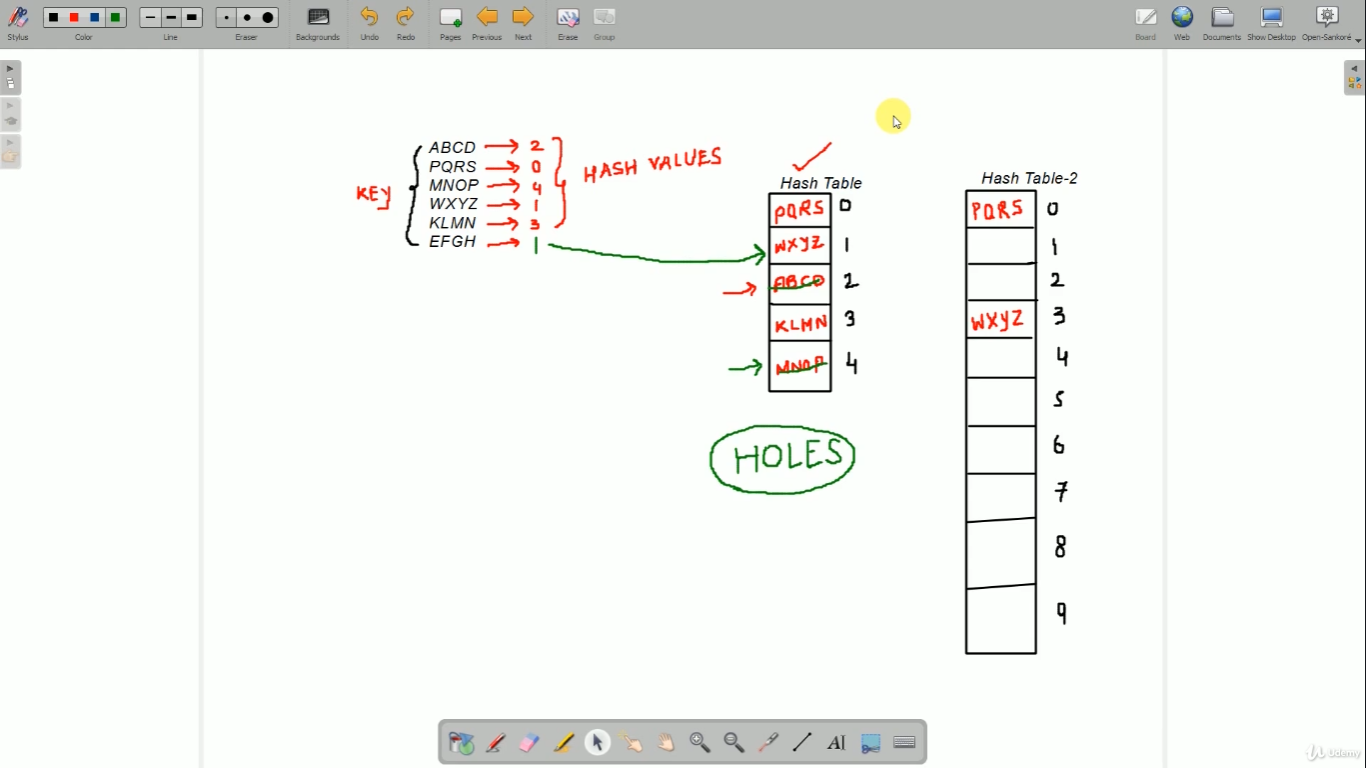 Stylus Color Line Eraser Backgrounds Undo Redo Pages Previous Next Erase Group Board Web Documents Show Desktop Open-Sankoré
ABCD → 2
PQRS → 0
MNOP → 4
WXYZ → 1
KLMN → 3
EFGH → 1
KEY
HASH VALUES
Hash Table
PQRS 0
WXYZ 1
ABCD 2
KLMN 3
MNOP 4
HOLES
Hash Table-2
PQRS 0
1
2
WXYZ 3
4
5
6
7
8
9
AI
Udemy